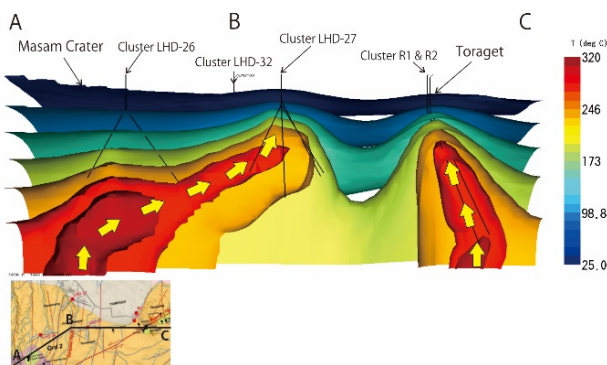 A
B
C
Masam Crater
Cluster LHD-26
Cluster LHD-32
Cluster LHD-27
Cluster R1 & R2
Toraget
T (deg C)
320
246
173
98.8
25.0
B
A
C